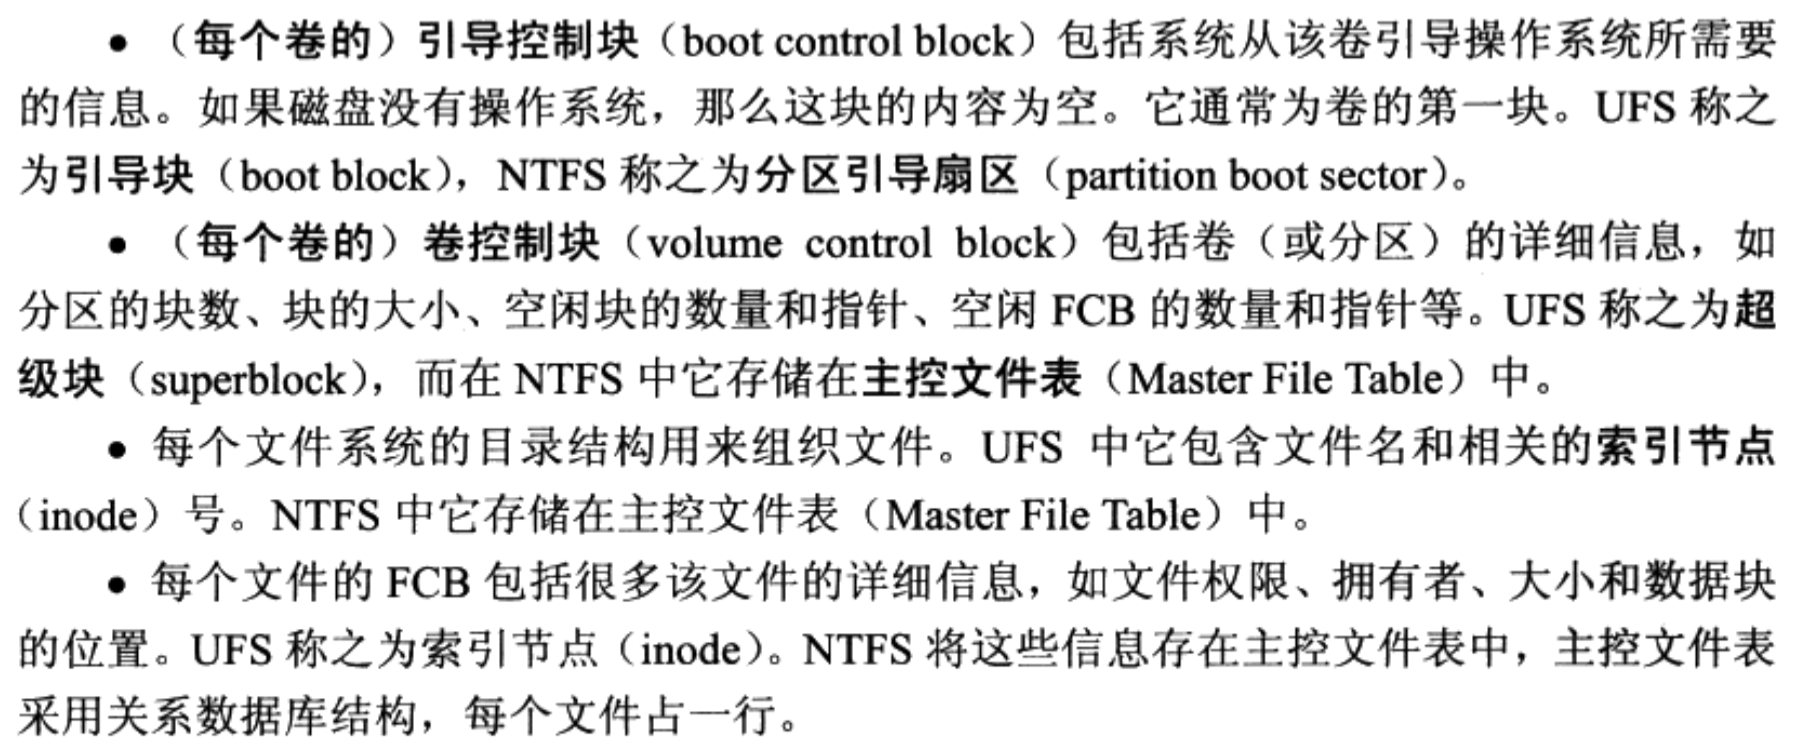 • （每个卷的）引导控制块（boot control block）包括系统从该卷引导操作系统所需要
的信息。如果磁盘没有操作系统，那么这块的内容为空。它通常为卷的第一块。UFS 称之
为引导块（boot block），NTFS 称之为分区引导扇区（partition boot sector）。
• （每个卷的）卷控制块（volume control block）包括卷（或分区）的详细信息，如
分区的块数、块的大小、空闲块的数量和指针、空闲 FCB 的数量和指针等。UFS 称之为超
级块（superblock），而在 NTFS 中它存储在主控文件表（Master File Table）中。
• 每个文件系统的目录结构用来组织文件。UFS 中它包含文件名和相关的索引节点
（inode）号。NTFS 中它存储在主控文件表（Master File Table）中。
• 每个文件的 FCB 包括很多该文件的详细信息，如文件权限、拥有者、大小和数据块
的位置。UFS 称之为索引节点（inode）。NTFS 将这些信息存在主控文件表中，主控文件表
采用关系数据库结构，每个文件占一行。